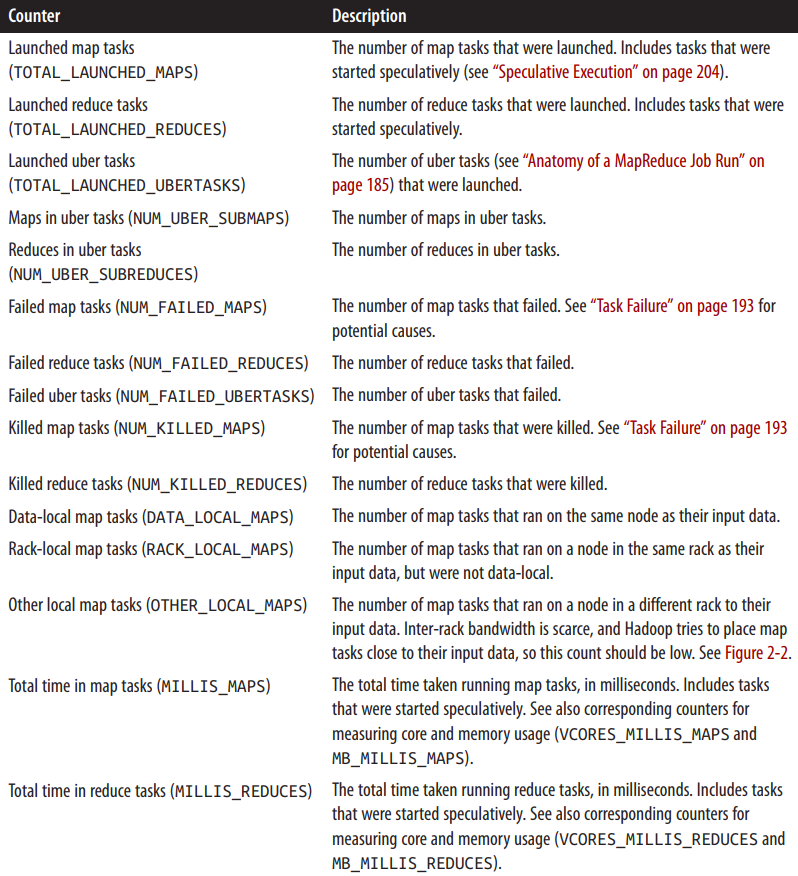 Counter Description
Launched map tasks The number of map tasks that were launched. Includes tasks that were
(TOTAL_LAUNCHED_MAPS) started speculatively (see “Speculative Execution” on page 204).
Launched reduce tasks The number of reduce tasks that were launched. Includes tasks that were
(TOTAL_LAUNCHED_REDUCES) started speculatively.
Launched uber tasks The number of uber tasks (see “Anatomy of a MapReduce Job Run” on
(TOTAL_LAUNCHED_UBERTASKS) page 185) that were launched.
Maps in uber tasks (NUM_UBER_SUBMAPS) The number of maps in uber tasks.
Reduces in uber tasks The number of reduces in uber tasks.
(NUM_UBER_SUBREDUCES)
Failed map tasks (NUM_FAILED_MAPS) The number of map tasks that failed. See “Task Failure” on page 193 for
potential causes.
Failed reduce tasks (NUM_FAILED_REDUCES) The number of reduce tasks that failed.
Failed uber tasks (NUM_FAILED_UBERTASKS) The number of uber tasks that failed.
Killed map tasks (NUM_KILLED_MAPS) The number of map tasks that were killed. See “Task Failure” on page 193
for potential causes.
Killed reduce tasks (NUM_KILLED_REDUCES) The number of reduce tasks that were killed.
Data-local map tasks (DATA_LOCAL_MAPS) The number of map tasks that ran on the same node as their input data.
Rack-local map tasks (RACK_LOCAL_MAPS) The number of map tasks that ran on a node in the same rack as their
input data, but were not data-local.
Other local map tasks (OTHER_LOCAL_MAPS) The number of map tasks that ran on a node in a different rack to their
input data. Inter-rack bandwidth is scarce, and Hadoop tries to place map
tasks close to their input data, so this count should be low. See Figure 2-2.
Total time in map tasks (MILLIS_MAPS) The total time taken running map tasks, in milliseconds. Includes tasks
that were started speculatively. See also corresponding counters for
measuring core and memory usage (VCORES_MILLIS_MAPS and
MB_MILLIS_MAPS).
Total time in reduce tasks (MILLIS_REDUCES) The total time taken running reduce tasks, in milliseconds. Includes tasks
that were started speculatively. See also corresponding counters for
measuring core and memory usage (VCORES_MILLIS_REDUCES and
MB_MILLIS_REDUCES).